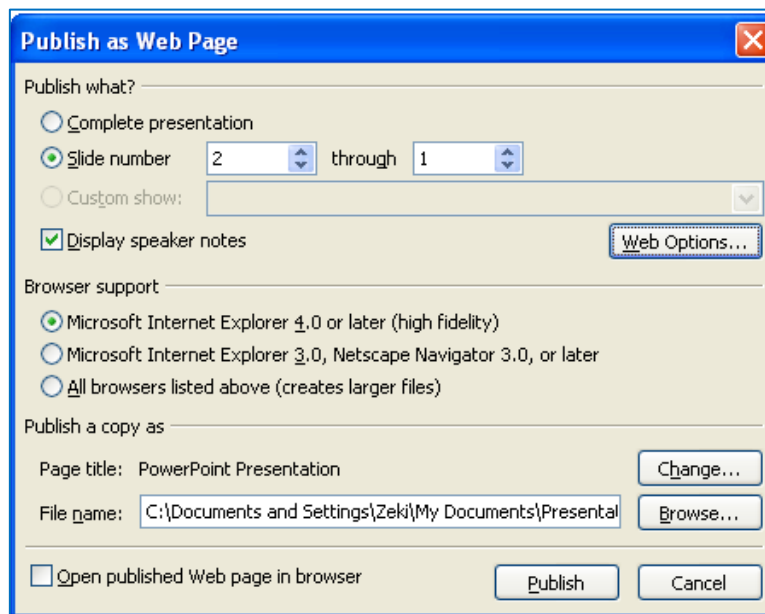 Publish as Web Page
Publish what?
Complete presentation
Slide number 2 through 1
Custom show:
Display speaker notes Web Options...
Browser support
Microsoft Internet Explorer 4.0 or later (high fidelity)
Microsoft Internet Explorer 3.0, Netscape Navigator 3.0, or later
All browsers listed above (creates larger files)
Publish a copy as
Page title: PowerPoint Presentation Change...
File name: C:\Documents and Settings\Zeki\My Documents\Presentat Browse...
Open published Web page in browser Publish Cancel